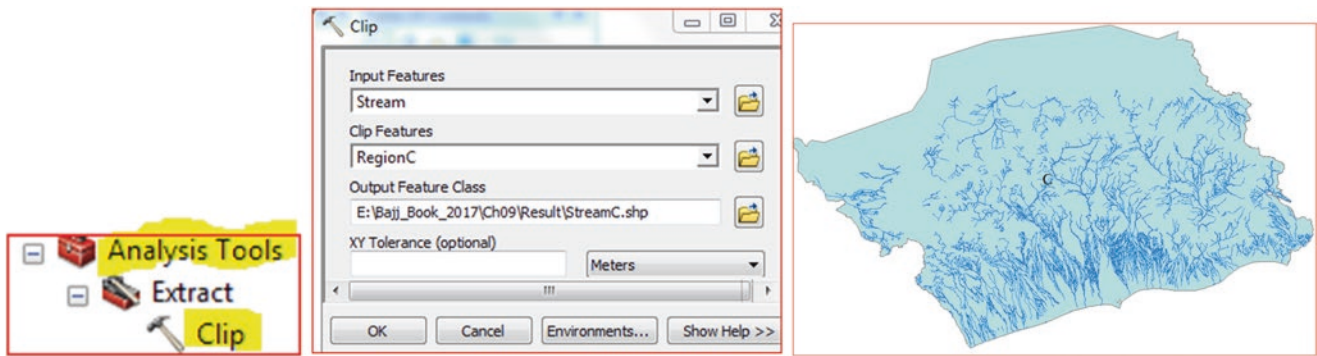 Analysis Tools
Extract
Clip
Clip
Input Features
Stream
Clip Features
RegionC
Output Feature Class
E:\Bajj_Book_2017\Ch09\Result\StreamC.shp
XY Tolerance (optional)
Meters
OK Cancel Environments... Show Help >>
C